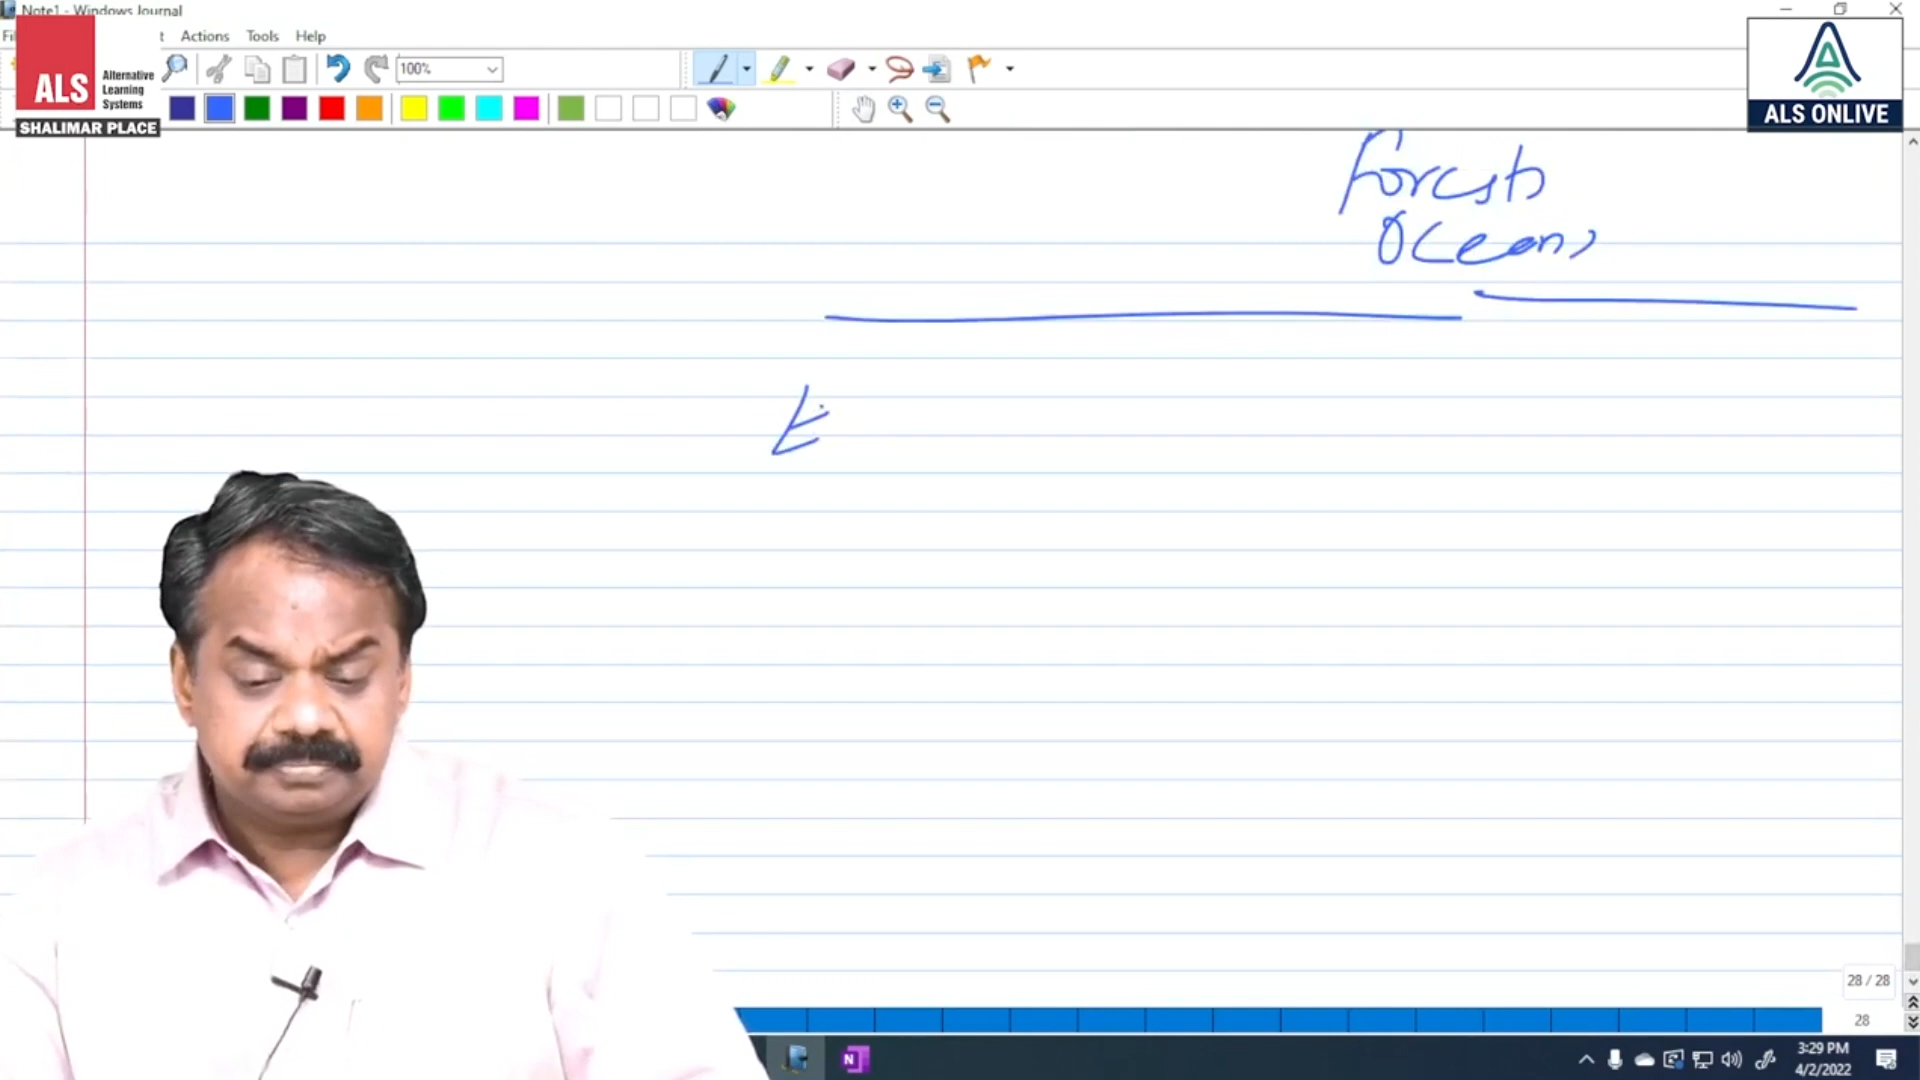 Note1 - Windows Journal
Actions Tools Help
100%
ALS
Alternative
Learning
Systems
SHALIMAR PLACE
ALS ONLIVE
Forests
Oceans
E
28 / 28
28
N
3:29 PM
4/2/2022